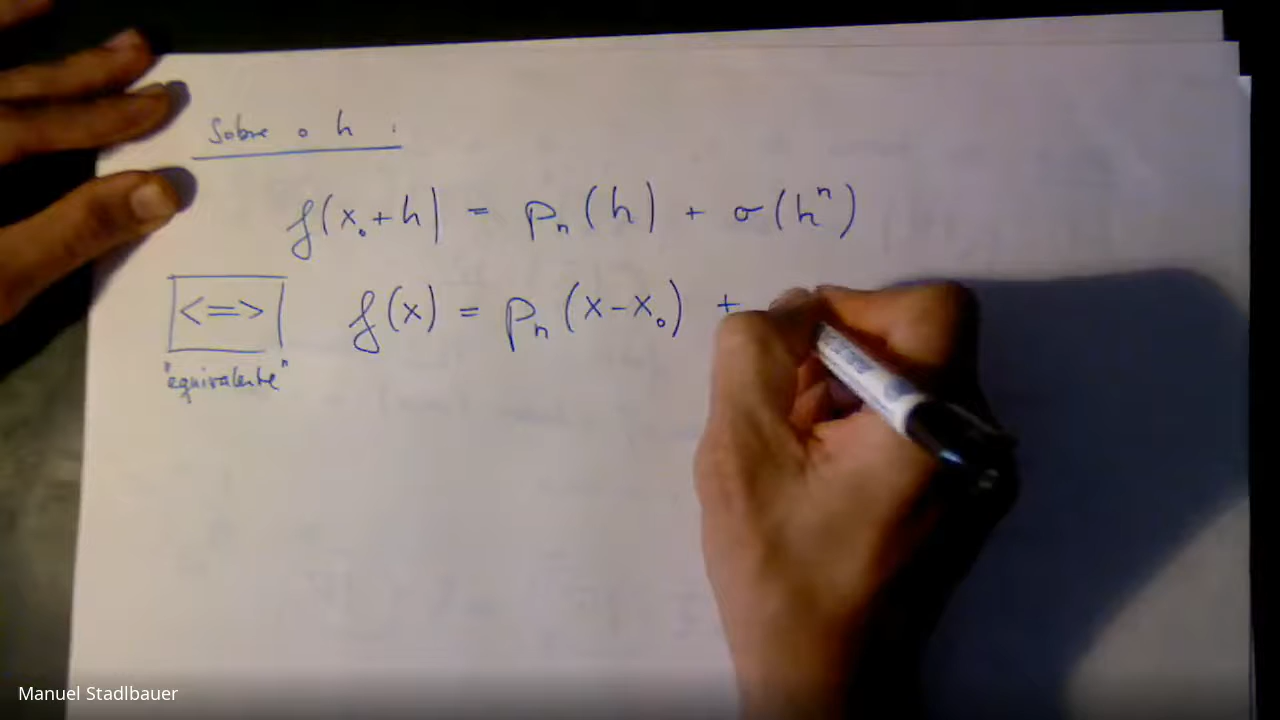 Sobre o h :
f(x₀+h) = pₙ(h) + σ(hⁿ)
<=> f(x) = pₙ(x-x₀) +
"equivalente"
Manuel Stadlbauer